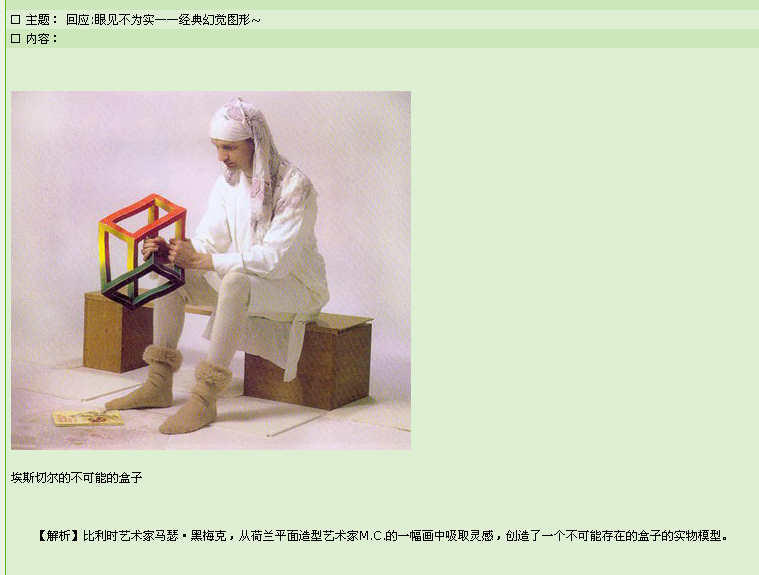 □ 主题： 回应:眼见不为实——经典幻觉图形～
□ 内容：
埃斯切尔的不可能的盒子
【解析】比利时艺术家马瑟·黑梅克，从荷兰平面造型艺术家M.C.的一幅画中吸取灵感，创造了一个不可能存在的盒子的实物模型。